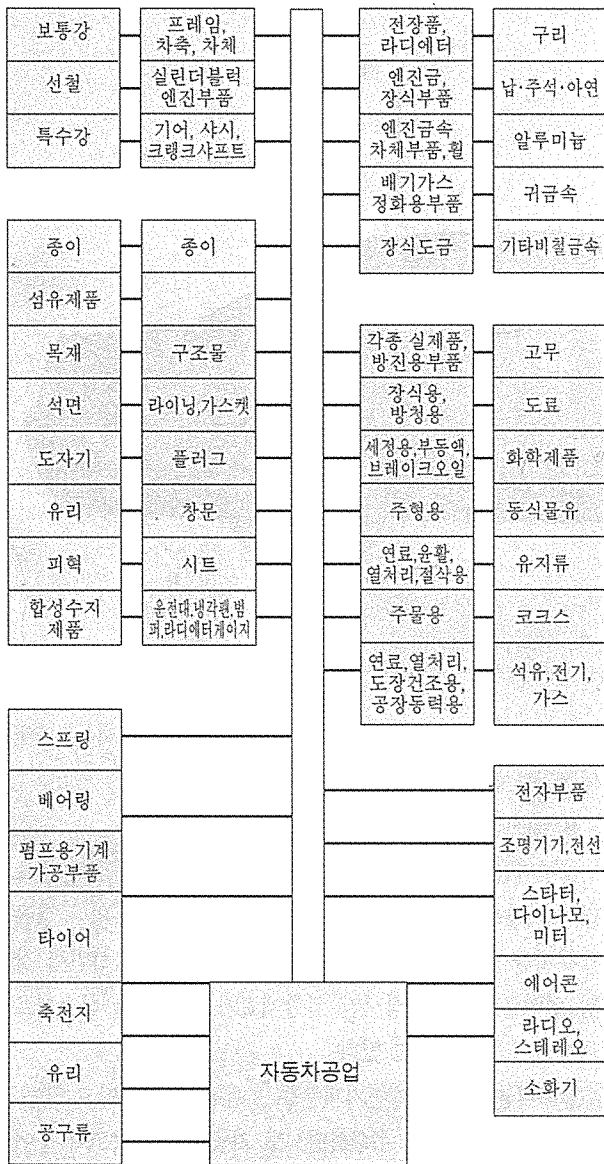 보통강
프레임,
차축, 차체
선철
실린더블럭
엔진부품
특수강
기어, 샤시,
크랭크샤프트
전장품,
라디에터
구리
엔진금,
장식부품
납·주석·아연
엔진금속
차체부품,휠
알루미늄
배기가스
정화용부품
귀금속
장식도금
기타비철금속
종이
종이
섬유제품
목재
구조물
석면
라이닝,가스켓
도자기
플러그
유리
창문
피혁
시트
합성수지
제품
운전대,냉각팬,범
퍼,라디에터게이지
각종 실제품,
방진용부품
고무
장식용,
방청용
도료
세정용,부동액,
브레이크오일
화학제품
주형용
동식물유
연료,윤활,
열처리,절삭용
유지류
주물용
코크스
연료,열처리,
도장건조용,
공장동력용
석유,전기,
가스
스프링
베어링
펌프용기계
가공부품
타이어
축전지
유리
공구류
자동차공업
전자부품
조명기기,전선
스타터,
다이나모,
미터
에어콘
라디오,
스테레오
소화기